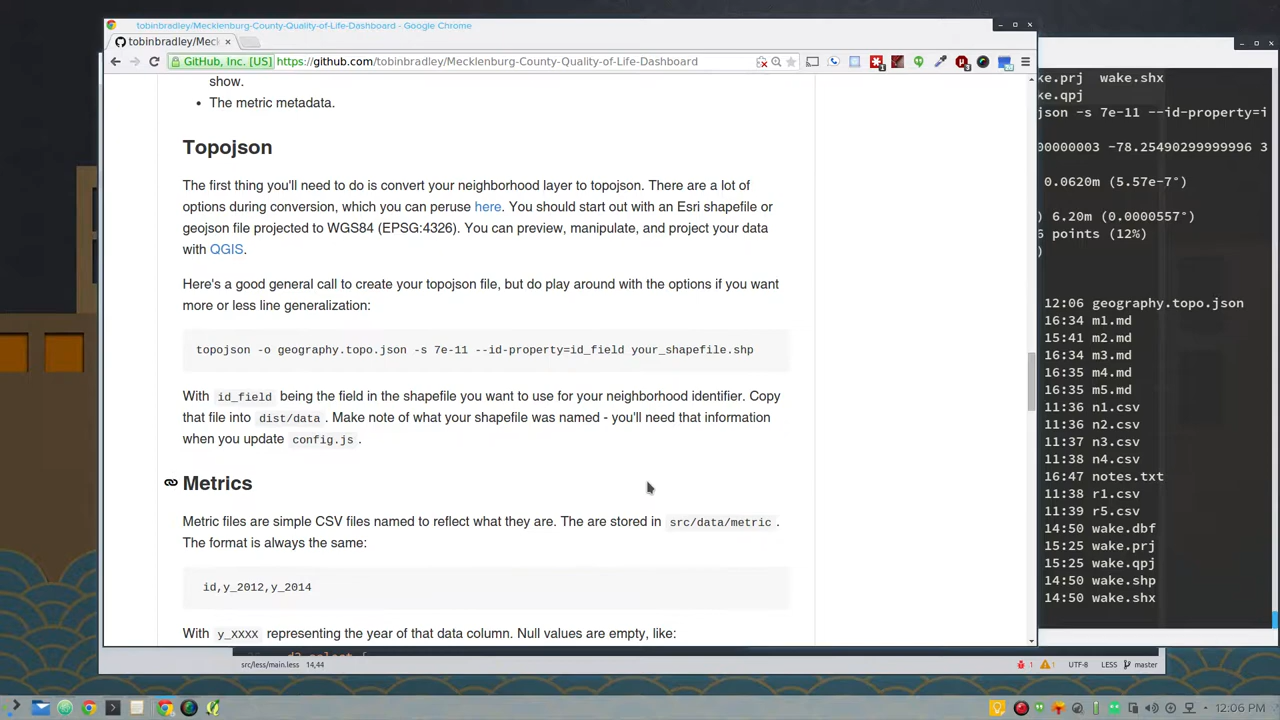 tobinbradley/Mecklenburg-County-Quality-of-Life-Dashboard - Google Chrome
tobinbradley/Meck
GitHub, Inc. [US] https://github.com/tobinbradley/Mecklenburg-County-Quality-of-Life-Dashboard
show.
• The metric metadata.
Topojson
The first thing you'll need to do is convert your neighborhood layer to topojson. There are a lot of
options during conversion, which you can peruse here. You should start out with an Esri shapefile or
geojson file projected to WGS84 (EPSG:4326). You can preview, manipulate, and project your data
with QGIS.
Here's a good general call to create your topojson file, but do play around with the options if you want
more or less line generalization:
topojson -o geography.topo.json -s 7e-11 --id-property=id_field your_shapefile.shp
With id_field being the field in the shapefile you want to use for your neighborhood identifier. Copy
that file into dist/data . Make note of what your shapefile was named - you'll need that information
when you update config.js .
Metrics
Metric files are simple CSV files named to reflect what they are. The are stored in src/data/metric .
The format is always the same:
id,y_2012,y_2014
With y_XXXX representing the year of that data column. Null values are empty, like:
ke.prj wake.shx
ke.qpj
json -s 7e-11 --id-property=i
00000003 -78.25490299999996 3
0.0620m (5.57e-7°)
) 6.20m (0.0000557°)
6 points (12%)
)
12:06 geography.topo.json
16:34 m1.md
15:41 m2.md
16:34 m3.md
16:35 m4.md
16:35 m5.md
11:36 n1.csv
11:36 n2.csv
11:37 n3.csv
11:38 n4.csv
16:47 notes.txt
11:38 r1.csv
11:39 r5.csv
14:50 wake.dbf
15:25 wake.prj
15:25 wake.qpj
14:50 wake.shp
14:50 wake.shx
src/less/main.less 14,44
1 1 UTF-8 LESS master
12:06 PM